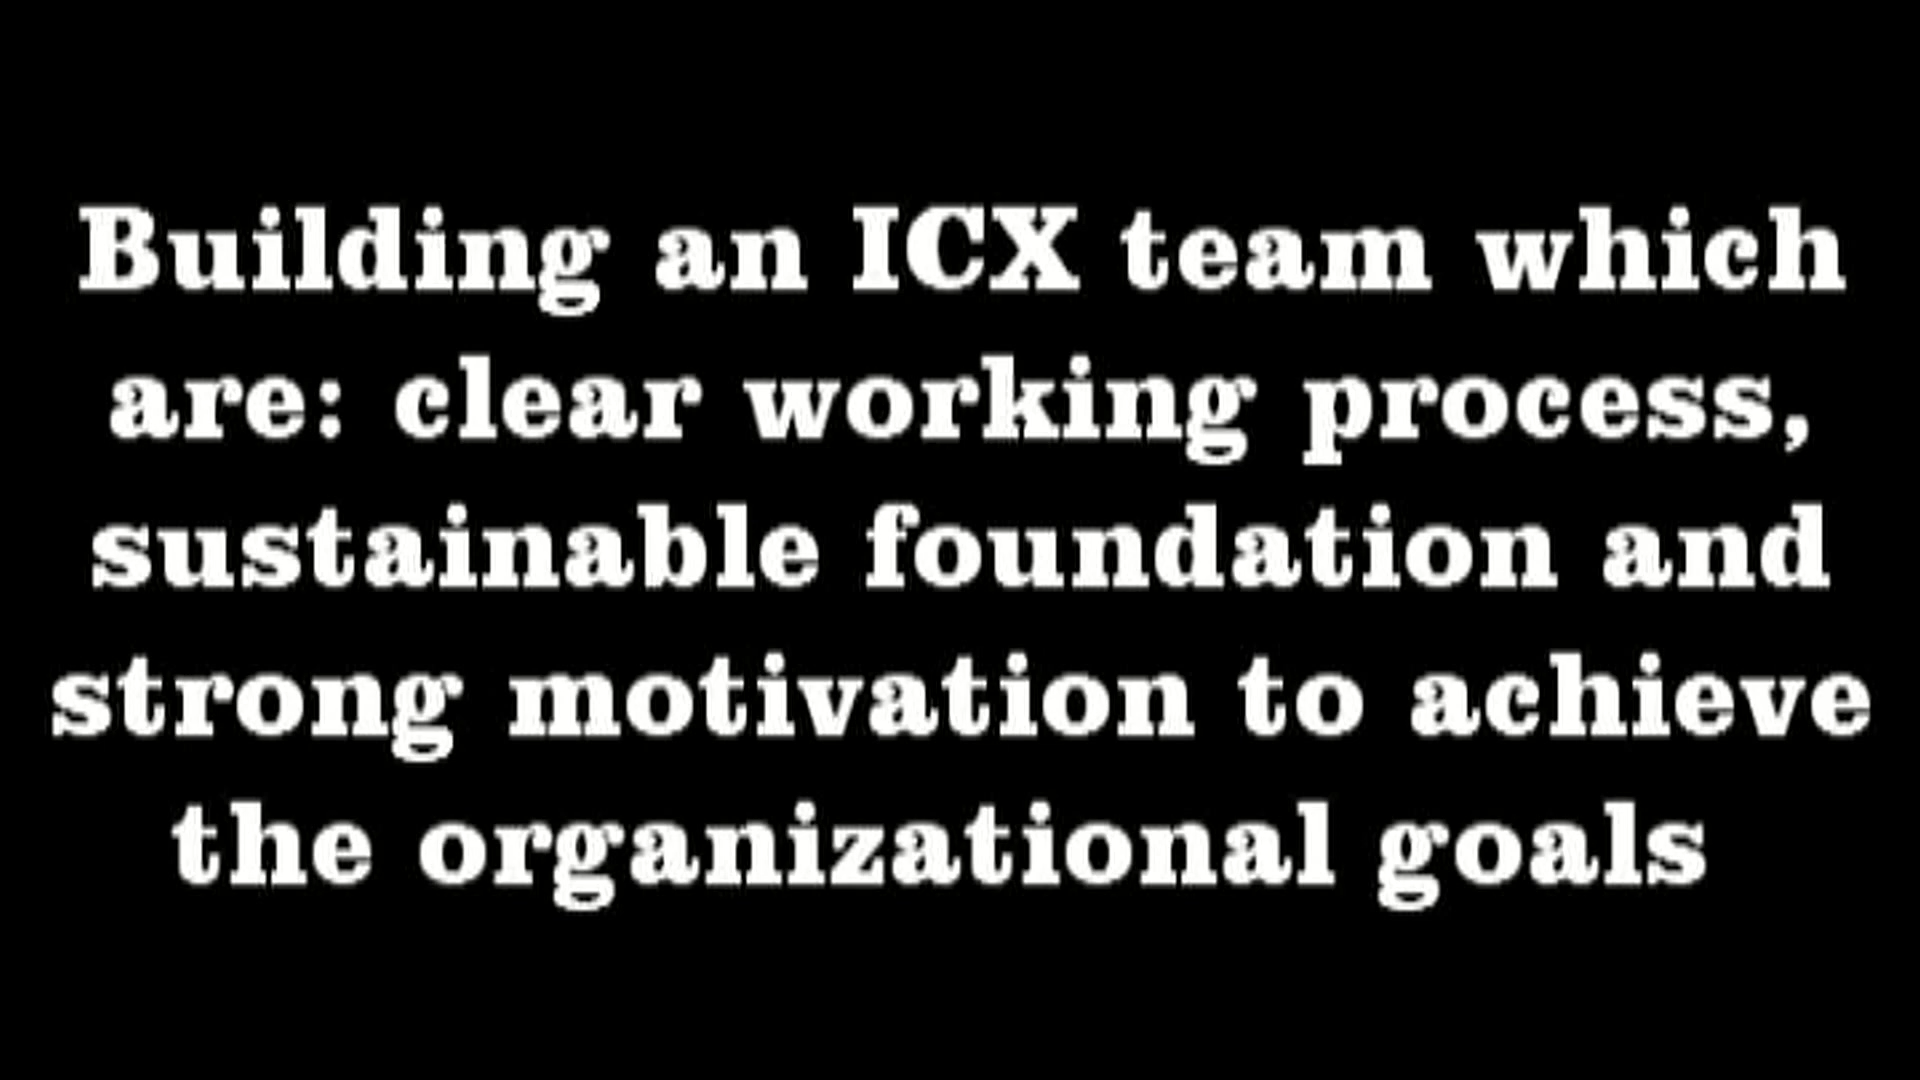 Building an ICX team which
are: clear working process,
sustainable foundation and
strong motivation to achieve
the organizational goals